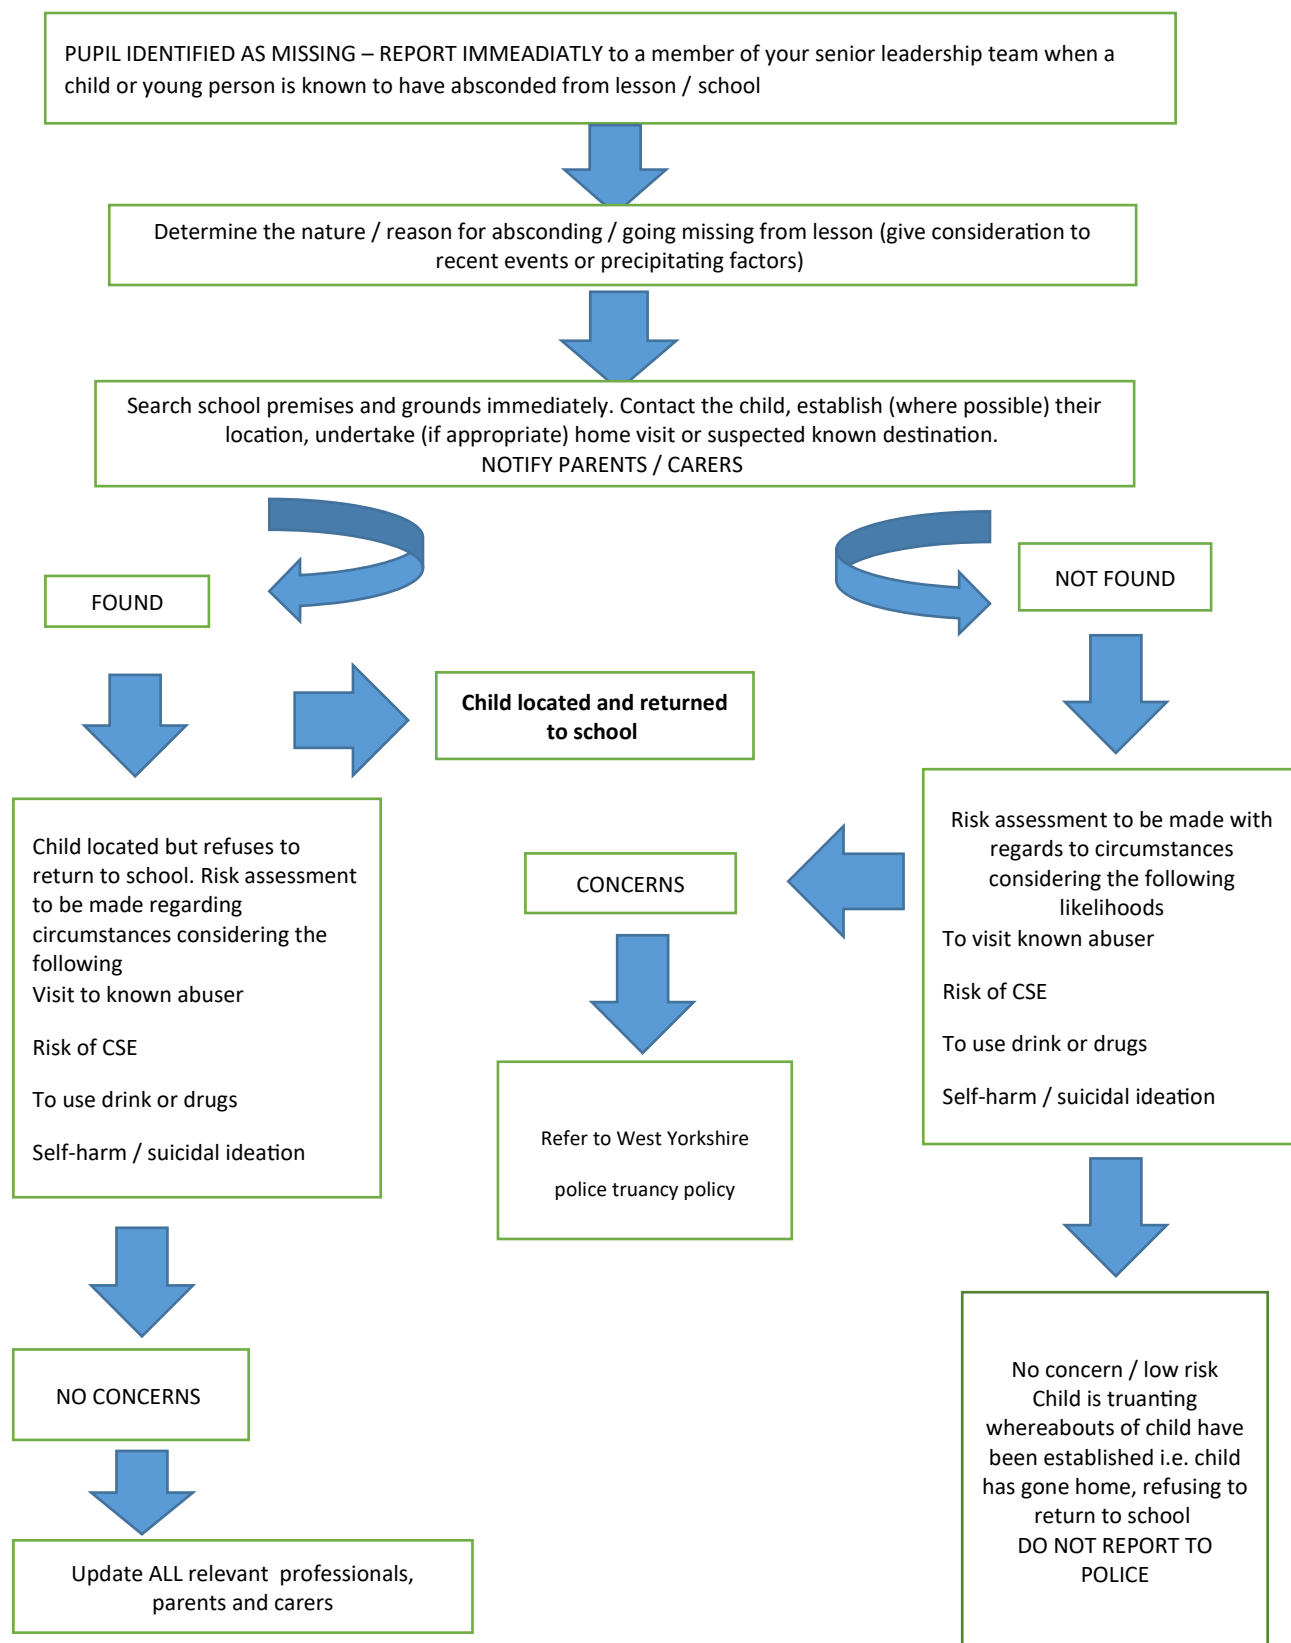 PUPIL IDENTIFIED AS MISSING – REPORT IMMEADIATLY to a member of your senior leadership team when a
child or young person is known to have absconded from lesson / school
Determine the nature / reason for absconding / going missing from lesson (give consideration to
recent events or precipitating factors)
Search school premises and grounds immediately. Contact the child, establish (where possible) their
location, undertake (if appropriate) home visit or suspected known destination.
NOTIFY PARENTS / CARERS
FOUND
NOT FOUND
Child located and returned
to school
Child located but refuses to
return to school. Risk assessment
to be made regarding
circumstances considering the
following
Visit to known abuser
Risk of CSE
To use drink or drugs
Self-harm / suicidal ideation
CONCERNS
Risk assessment to be made with
regards to circumstances
considering the following
likelihoods
To visit known abuser
Risk of CSE
To use drink or drugs
Self-harm / suicidal ideation
Refer to West Yorkshire
police truancy policy
NO CONCERNS
No concern / low risk
Child is truanting
whereabouts of child have
been established i.e. child
has gone home, refusing to
return to school
DO NOT REPORT TO
POLICE
Update ALL relevant professionals,
parents and carers